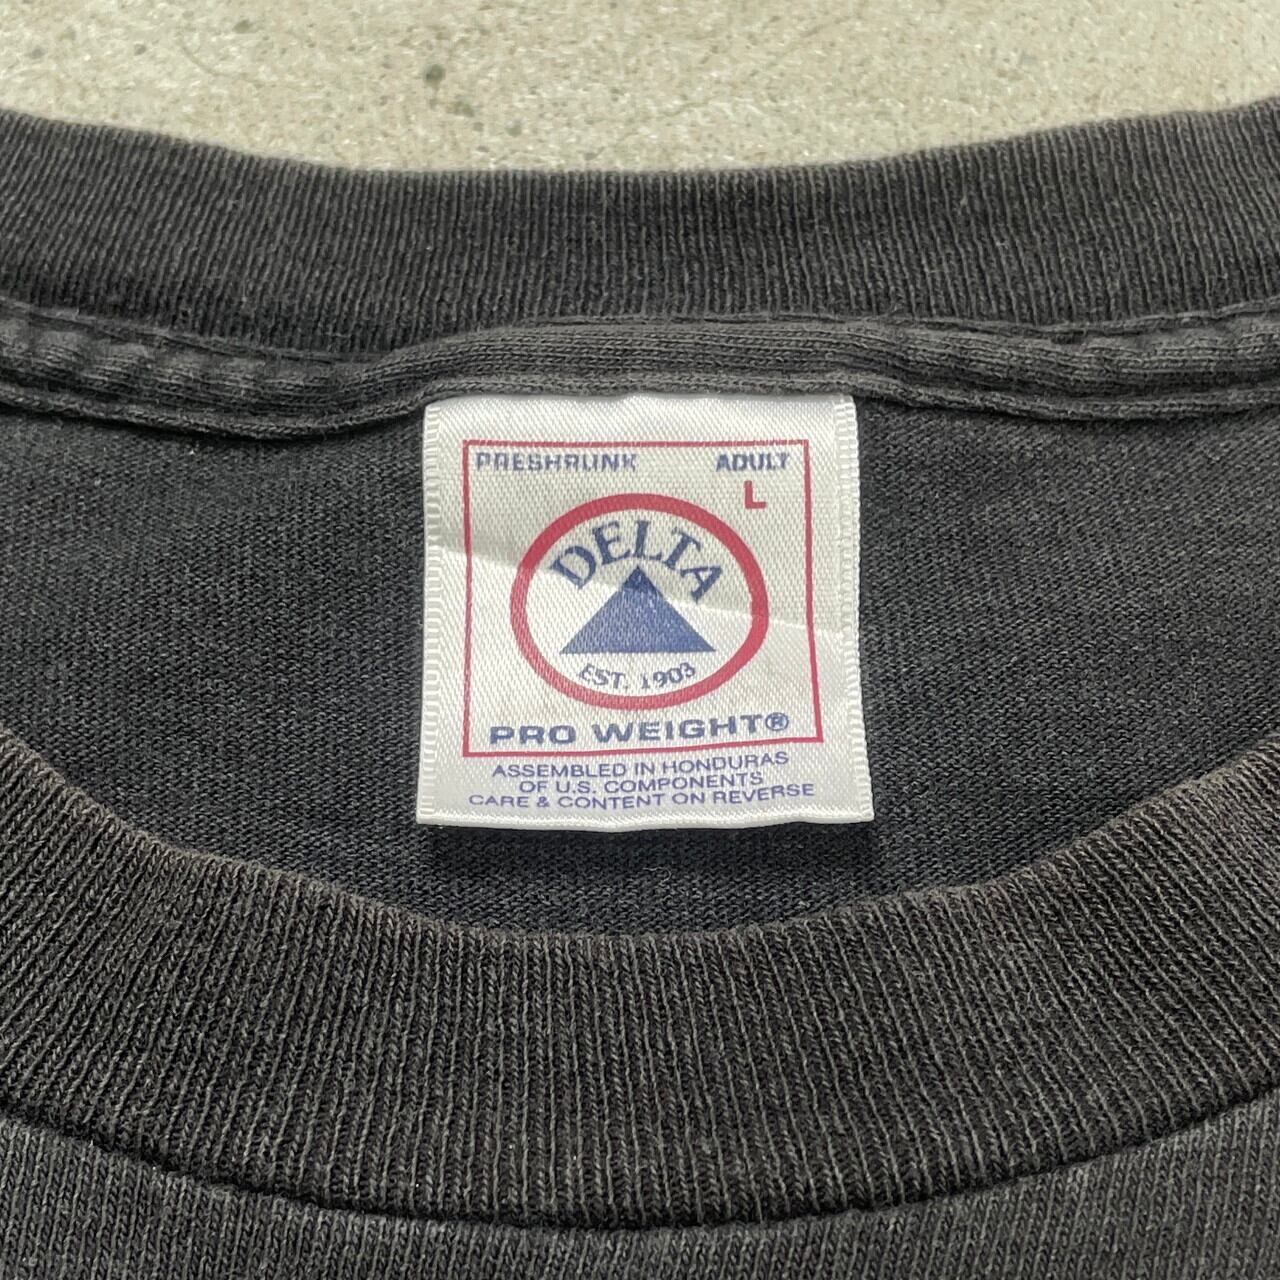 PRESHRUNK ADULT
L
DELTA
EST. 1903
PRO WEIGHT®
ASSEMBLED IN HONDURAS
OF U.S. COMPONENTS
CARE & CONTENT ON REVERSE